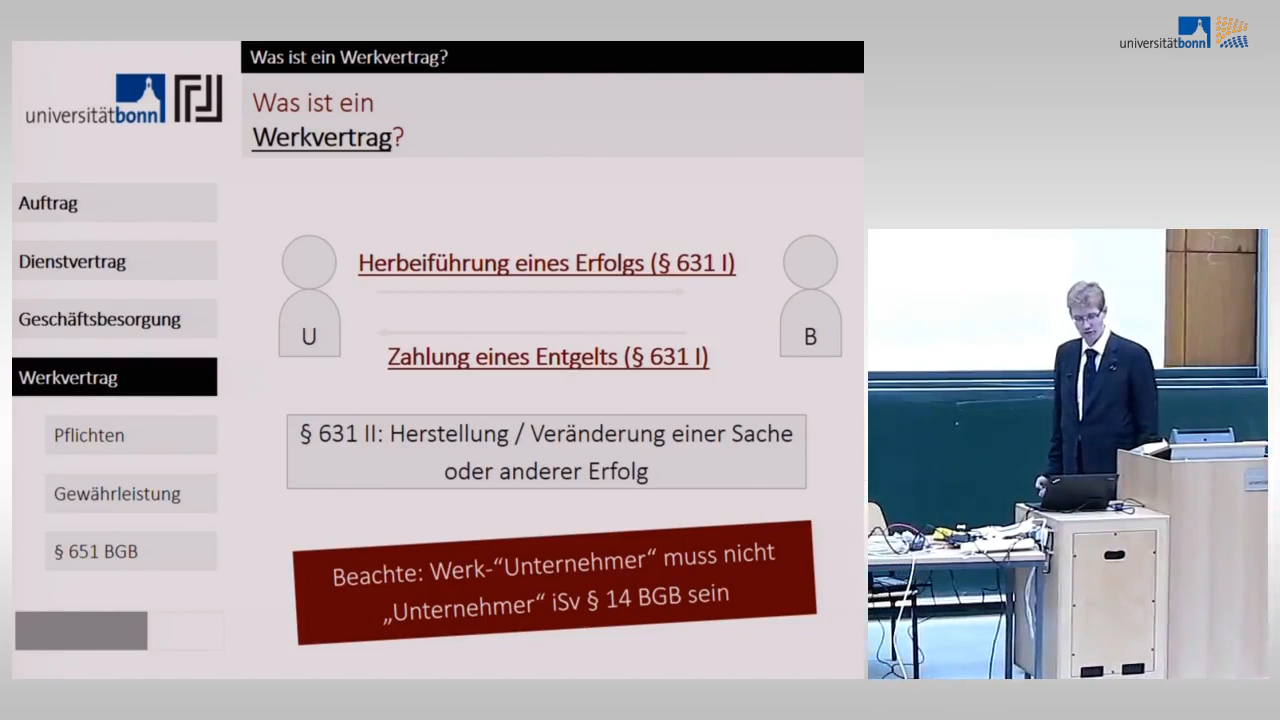 universitätbonn
Was ist ein Werkvertrag?
universitätbonn
Was ist ein
Werkvertrag?
Auftrag
Dienstvertrag
Geschäftsbesorgung
Werkvertrag
Pflichten
Gewährleistung
§ 651 BGB
Herbeiführung eines Erfolgs (§ 631 I)
U
B
Zahlung eines Entgelts (§ 631 I)
§ 631 II: Herstellung / Veränderung einer Sache
oder anderer Erfolg
Beachte: Werk-“Unternehmer“ muss nicht
„Unternehmer“ iSv § 14 BGB sein